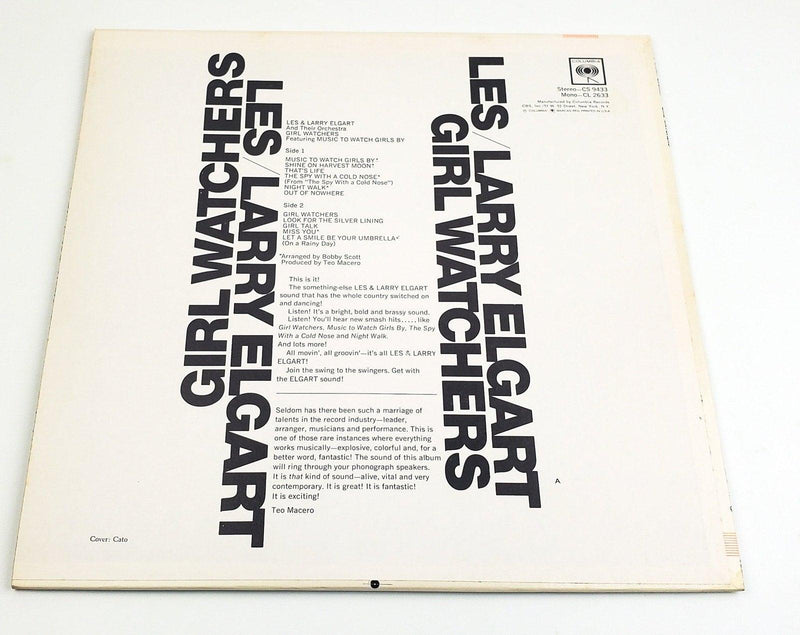 GIRL WATCHERS
LES / LARRY ELGART
LES & LARRY ELGART
And Their Orchestra
GIRL WATCHERS
Featuring MUSIC TO WATCH GIRLS BY
Side 1
MUSIC TO WATCH GIRLS BY*
SHINE ON HARVEST MOON*
THAT'S LIFE
THE SPY WITH A COLD NOSE*
(From "The Spy With a Cold Nose")
NIGHT WALK*
OUT OF NOWHERE
Side 2
GIRL WATCHERS
LOOK FOR THE SILVER LINING
GIRL TALK
MISS YOU*
LET A SMILE BE YOUR UMBRELLA*
(On a Rainy Day)
*Arranged by Bobby Scott
Produced by Teo Macero
This is it!
The something-else LES & LARRY ELGART
sound that has the whole country switched on
and dancing!
Listen! It's a bright, bold and brassy sound.
Listen! You'll hear new smash hits.....like
Girl Watchers, Music to Watch Girls By, The Spy
With a Cold Nose and Night Walk.
And lots more!
All movin', all groovin'—it's all LES & LARRY
ELGART!
Join the swing to the swingers. Get with
the ELGART sound!
Seldom has there been such a marriage of
talents in the record industry—leader,
arranger, musicians and performance. This is
one of those rare instances where everything
works musically—explosive, colorful and, for a
better word, fantastic! The sound of this album
will ring through your phonograph speakers.
It is that kind of sound—alive, vital and very
contemporary. It is great! It is fantastic!
It is exciting!
Teo Macero
LES / LARRY ELGART
GIRL WATCHERS
COLUMBIA
Stereo—CS 9433
Mono—CL 2633
Manufactured by Columbia Records
CBS, Inc./51 W. 52 Street, New York, N.Y.
A
Cover: Cato